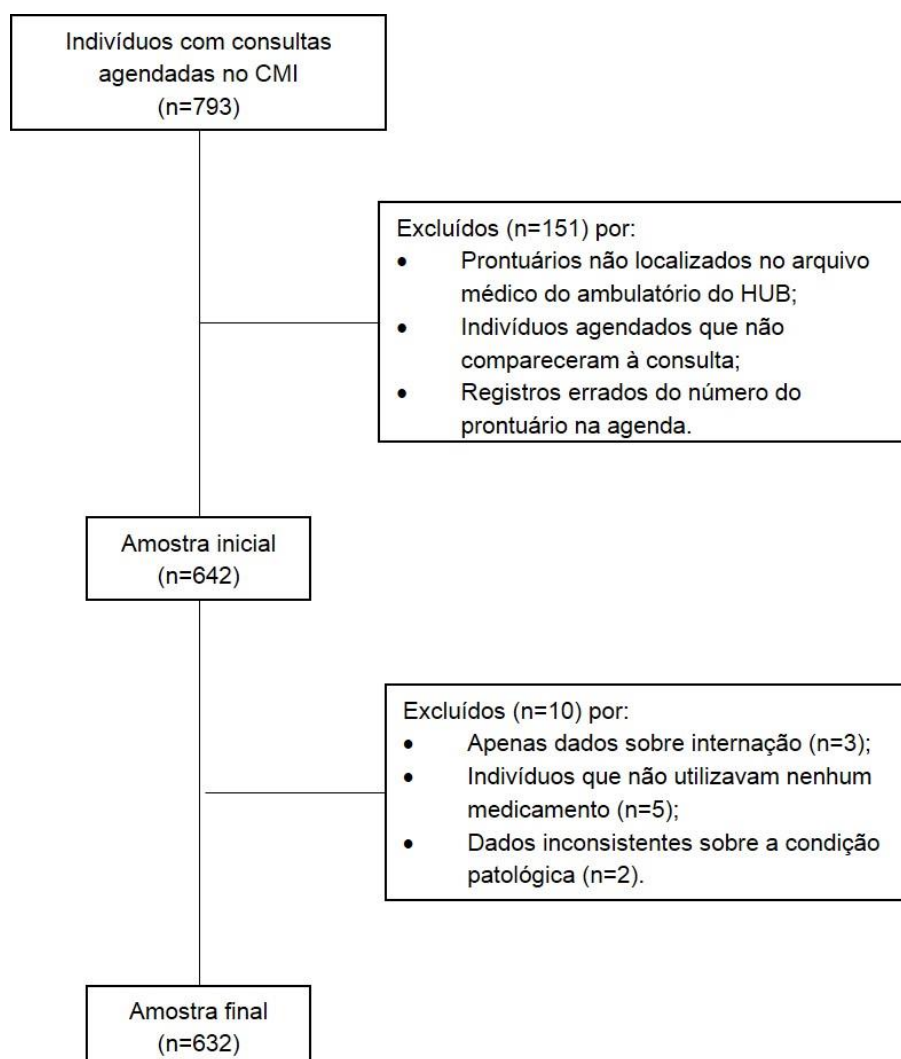 Indivíduos com consultas
agendadas no CMI
(n=793)
Excluídos (n=151) por:
• Prontuários não localizados no arquivo
médico do ambulatório do HUB;
• Indivíduos agendados que não
compareceram à consulta;
• Registros errados do número do
prontuário na agenda.
Amostra inicial
(n=642)
Excluídos (n=10) por:
• Apenas dados sobre internação (n=3);
• Indivíduos que não utilizavam nenhum
medicamento (n=5);
• Dados inconsistentes sobre a condição
patológica (n=2).
Amostra final
(n=632)